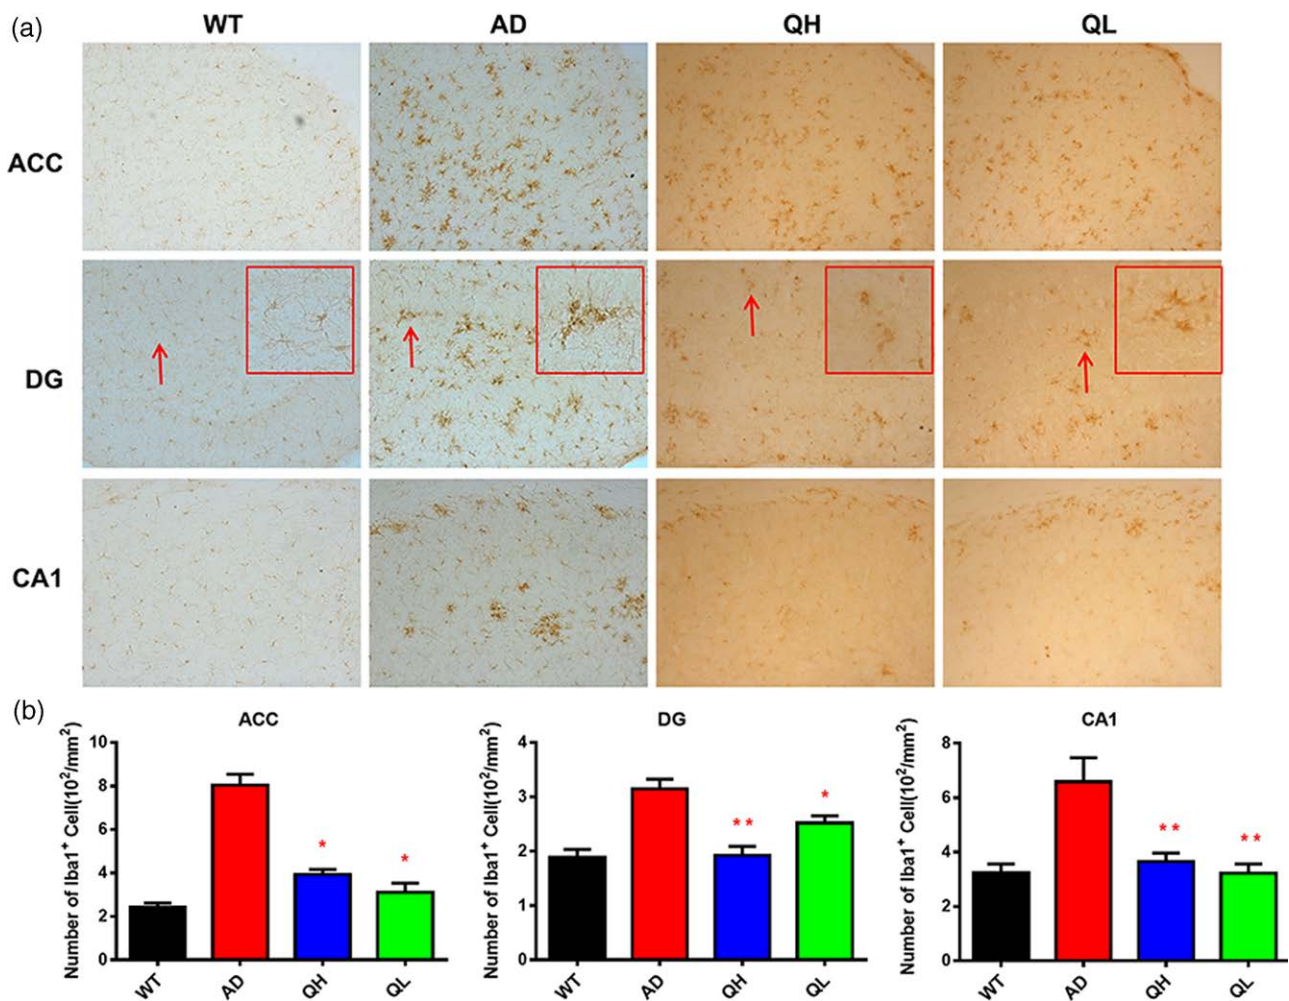 (a)
WT AD QH QL
ACC
DG
CA1
(b)
ACC
Number of Iba1⁺ Cell(10²/mm²)
10
8
6
4
2
0
*
*
WT AD QH QL
DG
Number of Iba1⁺ Cell(10²/mm²)
4
3
2
1
0
**
*
WT AD QH QL
CA1
Number of Iba1⁺ Cell(10²/mm²)
8
6
4
2
0
**
**
WT AD QH QL